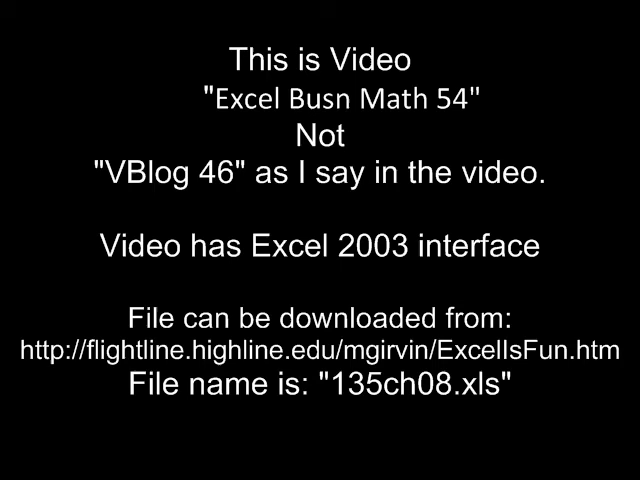 This is Video
"Excel Busn Math 54"
Not
"VBlog 46" as I say in the video.
Video has Excel 2003 interface
File can be downloaded from:
http://flightline.highline.edu/mgirvin/ExcelIsFun.htm
File name is: "135ch08.xls"